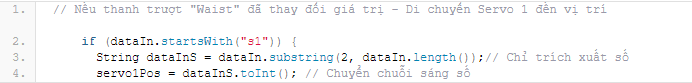 1. // Nếu thanh trượt "Waist" đã thay đổi giá trị - Di chuyển Servo 1 đến vị trí
2. if (dataIn.startsWith("s1")) {
3. String dataInS = dataIn.substring(2, dataIn.length());// Chỉ trích xuất số
4. servo1Pos = dataInS.toInt(); // Chuyển chuỗi sáng số